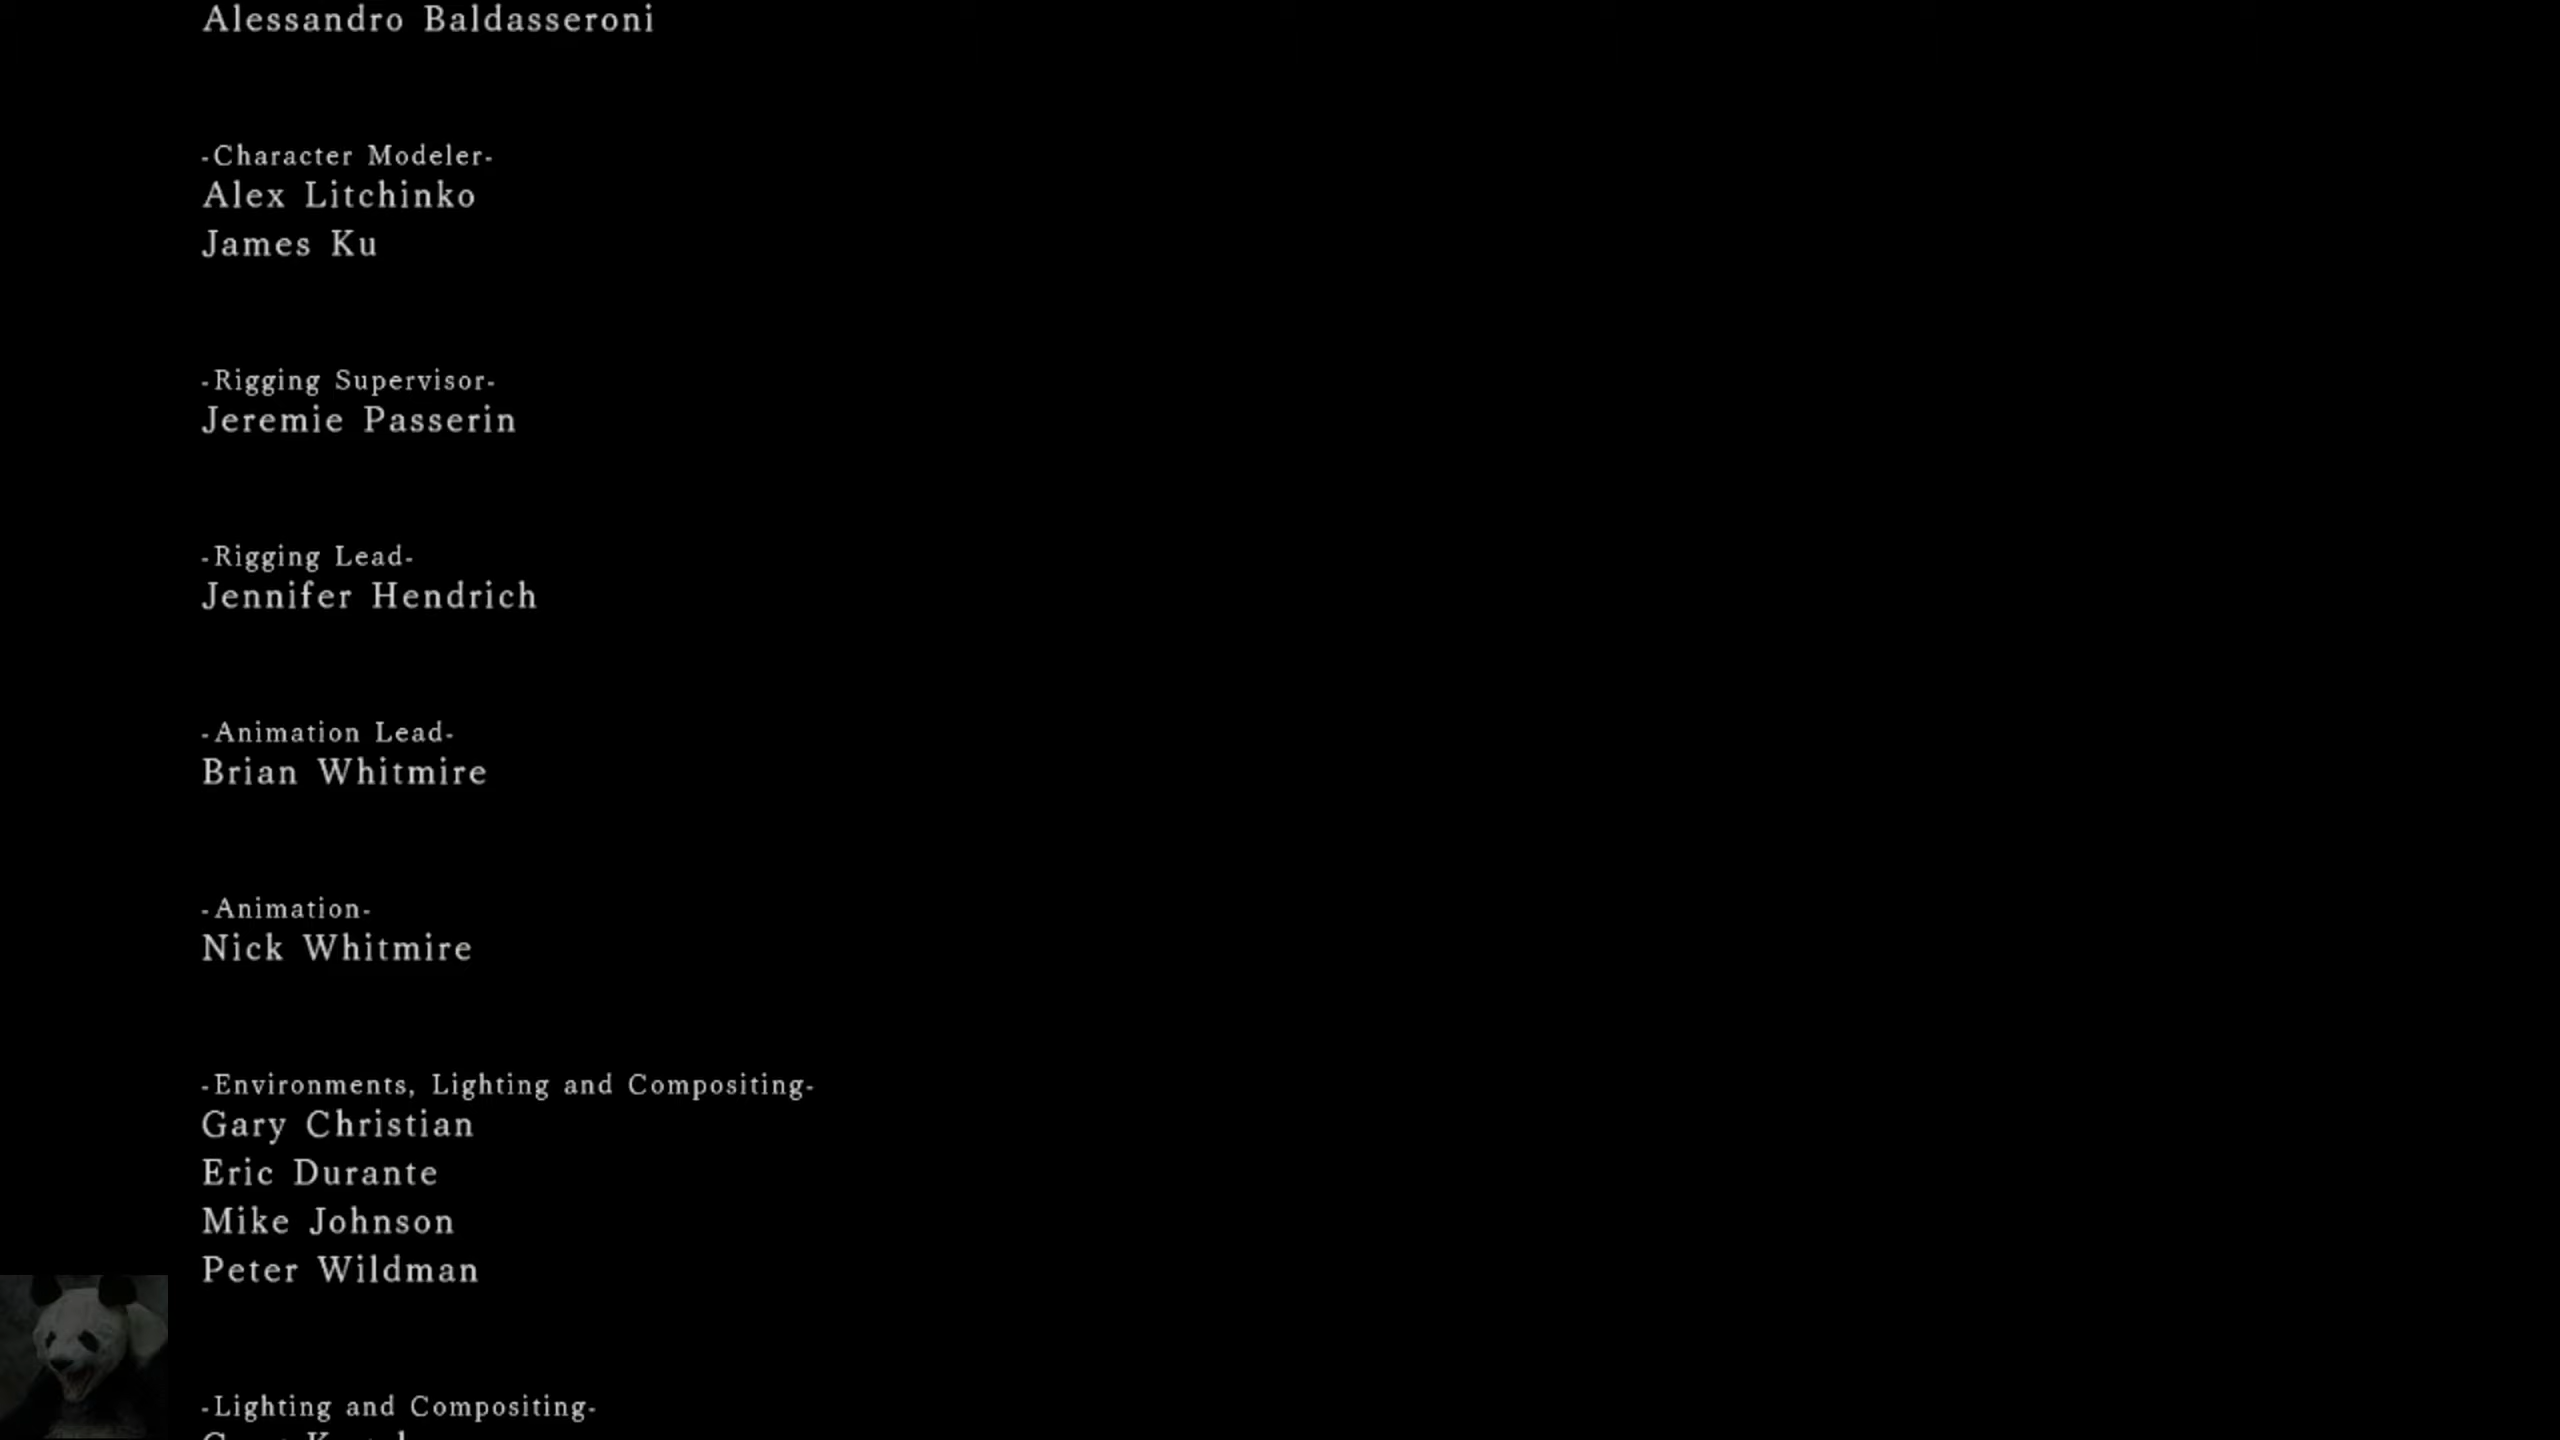 Alessandro Baldasseroni
-Character Modeler-
Alex Litchinko
James Ku
-Rigging Supervisor-
Jeremie Passerin
-Rigging Lead-
Jennifer Hendrich
-Animation Lead-
Brian Whitmire
-Animation-
Nick Whitmire
-Environments, Lighting and Compositing-
Gary Christian
Eric Durante
Mike Johnson
Peter Wildman
-Lighting and Compositing-